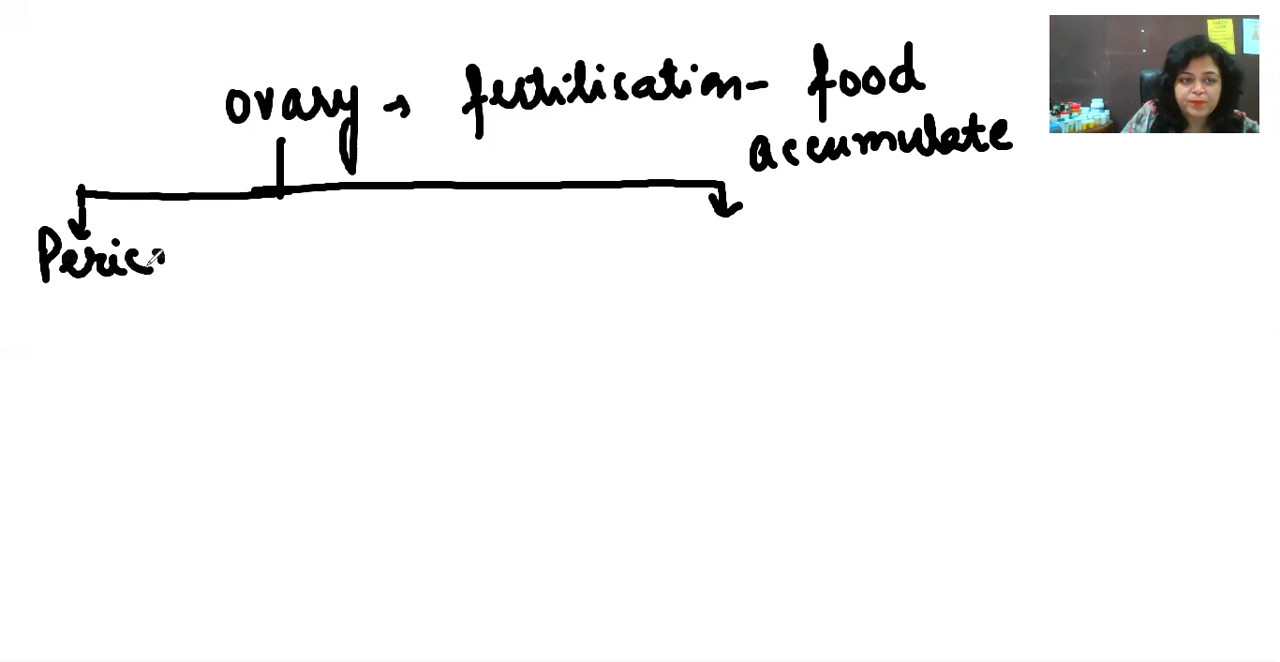 ovary → fertilisation - food
accumulate
Peric